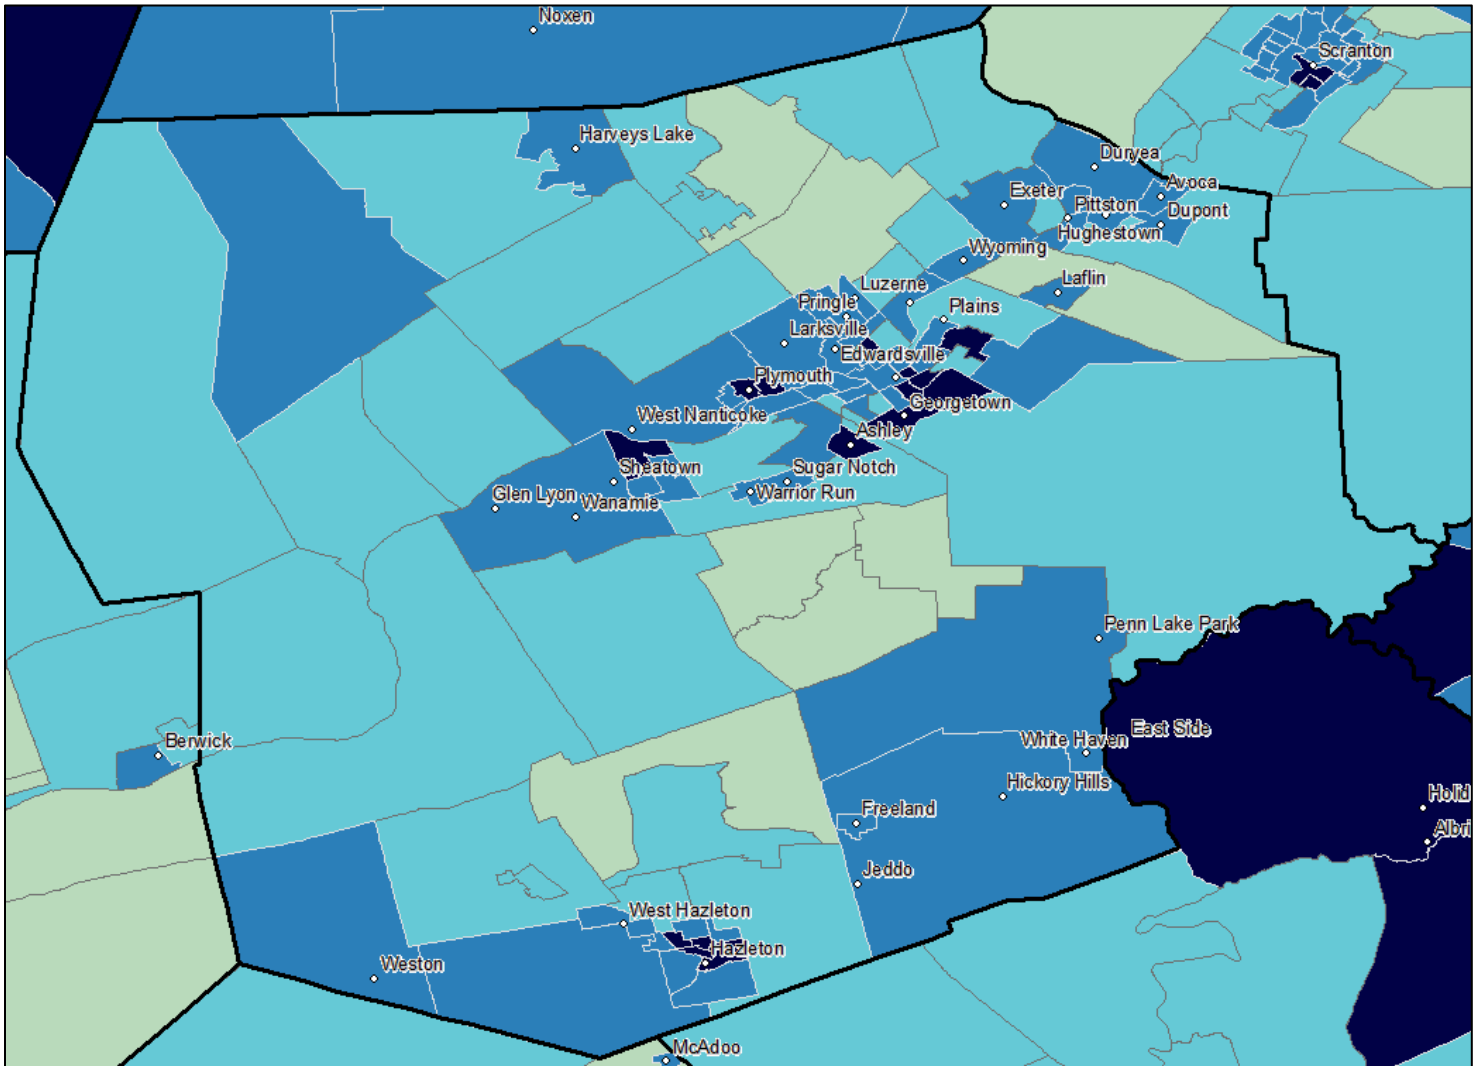 Noxen
Scranton
Harveys Lake
Duryea
Avoca
Exeter
Pittston
Dupont
Hughestown
Wyoming
Laflin
Luzerne
Pringle
Plains
Larksville
Edwardsville
Plymouth
Georgetown
West Nanticoke
Ashley
Sheatown
Sugar Notch
Glen Lyon
Warrior Run
Wanamie
Penn Lake Park
East Side
White Haven
Berwick
Hickory Hills
Holid
Freeland
Albri
Jeddo
West Hazleton
Hazleton
Weston
McAdoo